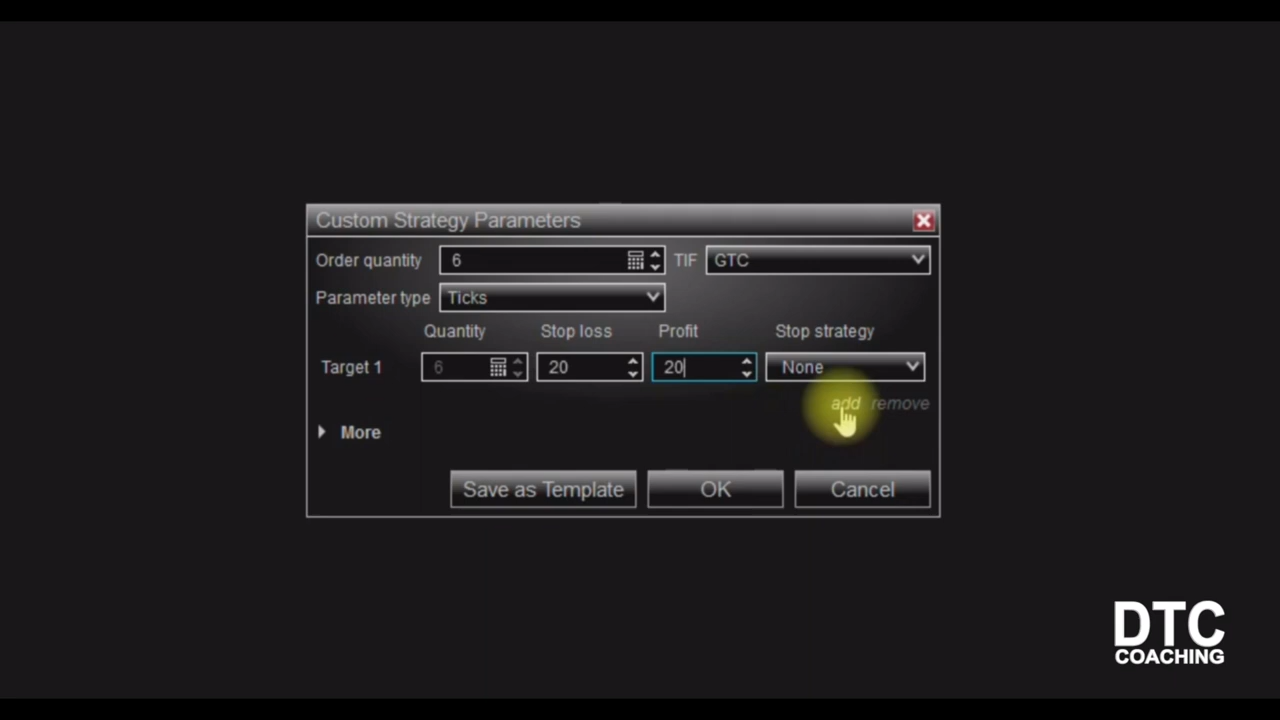 Custom Strategy Parameters
Order quantity 6 TIF GTC
Parameter type Ticks
Quantity Stop loss Profit Stop strategy
Target 1 6 20 20 None
add remove
More
Save as Template OK Cancel
DTC
COACHING